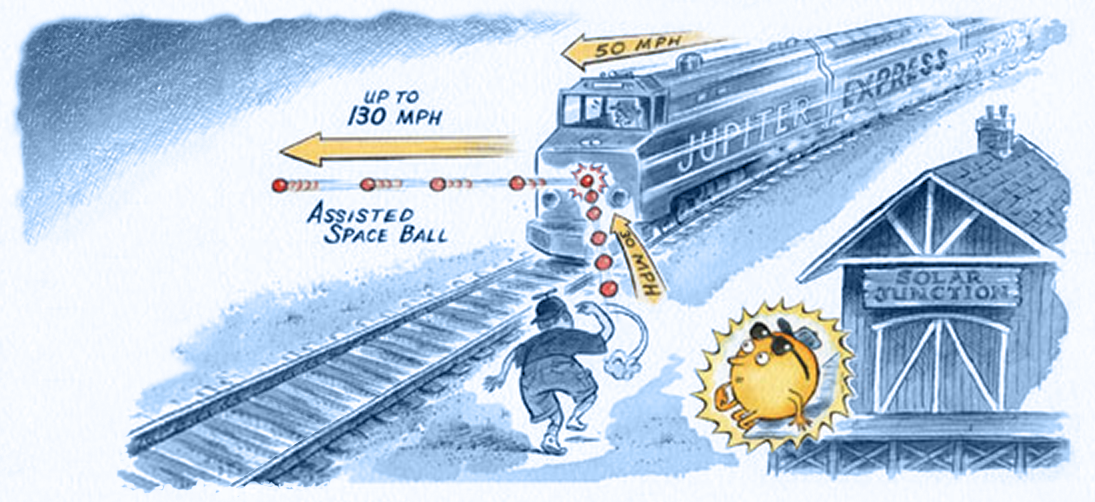 50 MPH
UP TO
130 MPH
JUPITER EXPRESS
ASSISTED
SPACE BALL
30 MPH
SOLAR
JUNCTION